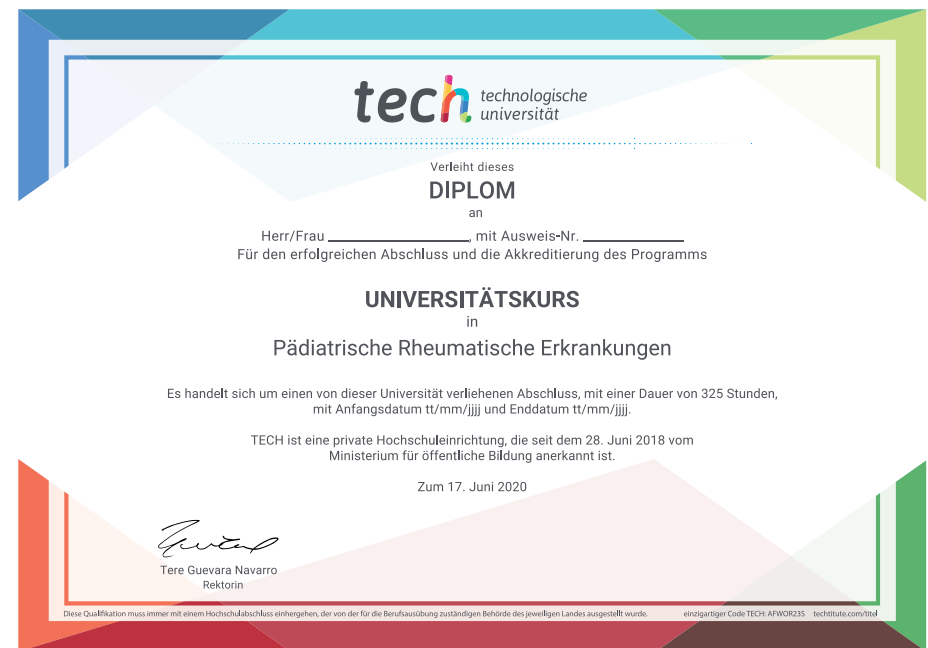 tech technologische
universität
Verleiht dieses
DIPLOM
an
Herr/Frau ____________________, mit Ausweis-Nr. ______________
Für den erfolgreichen Abschluss und die Akkreditierung des Programms
UNIVERSITÄTSKURS
in
Pädiatrische Rheumatische Erkrankungen
Es handelt sich um einen von dieser Universität verliehenen Abschluss, mit einer Dauer von 325 Stunden,
mit Anfangsdatum tt/mm/jjjj und Enddatum tt/mm/jjjj.
TECH ist eine private Hochschuleinrichtung, die seit dem 28. Juni 2018 vom
Ministerium für öffentliche Bildung anerkannt ist.
Zum 17. Juni 2020
Tere Guevara Navarro
Rektorin
Diese Qualifikation muss immer mit einem Hochschulabschluss einhergehen, der von der für die Berufsausübung zuständigen Behörde des jeweiligen Landes ausgestellt wurde. einzigartiger Code TECH: AFWOR23S techtitute.com/titel